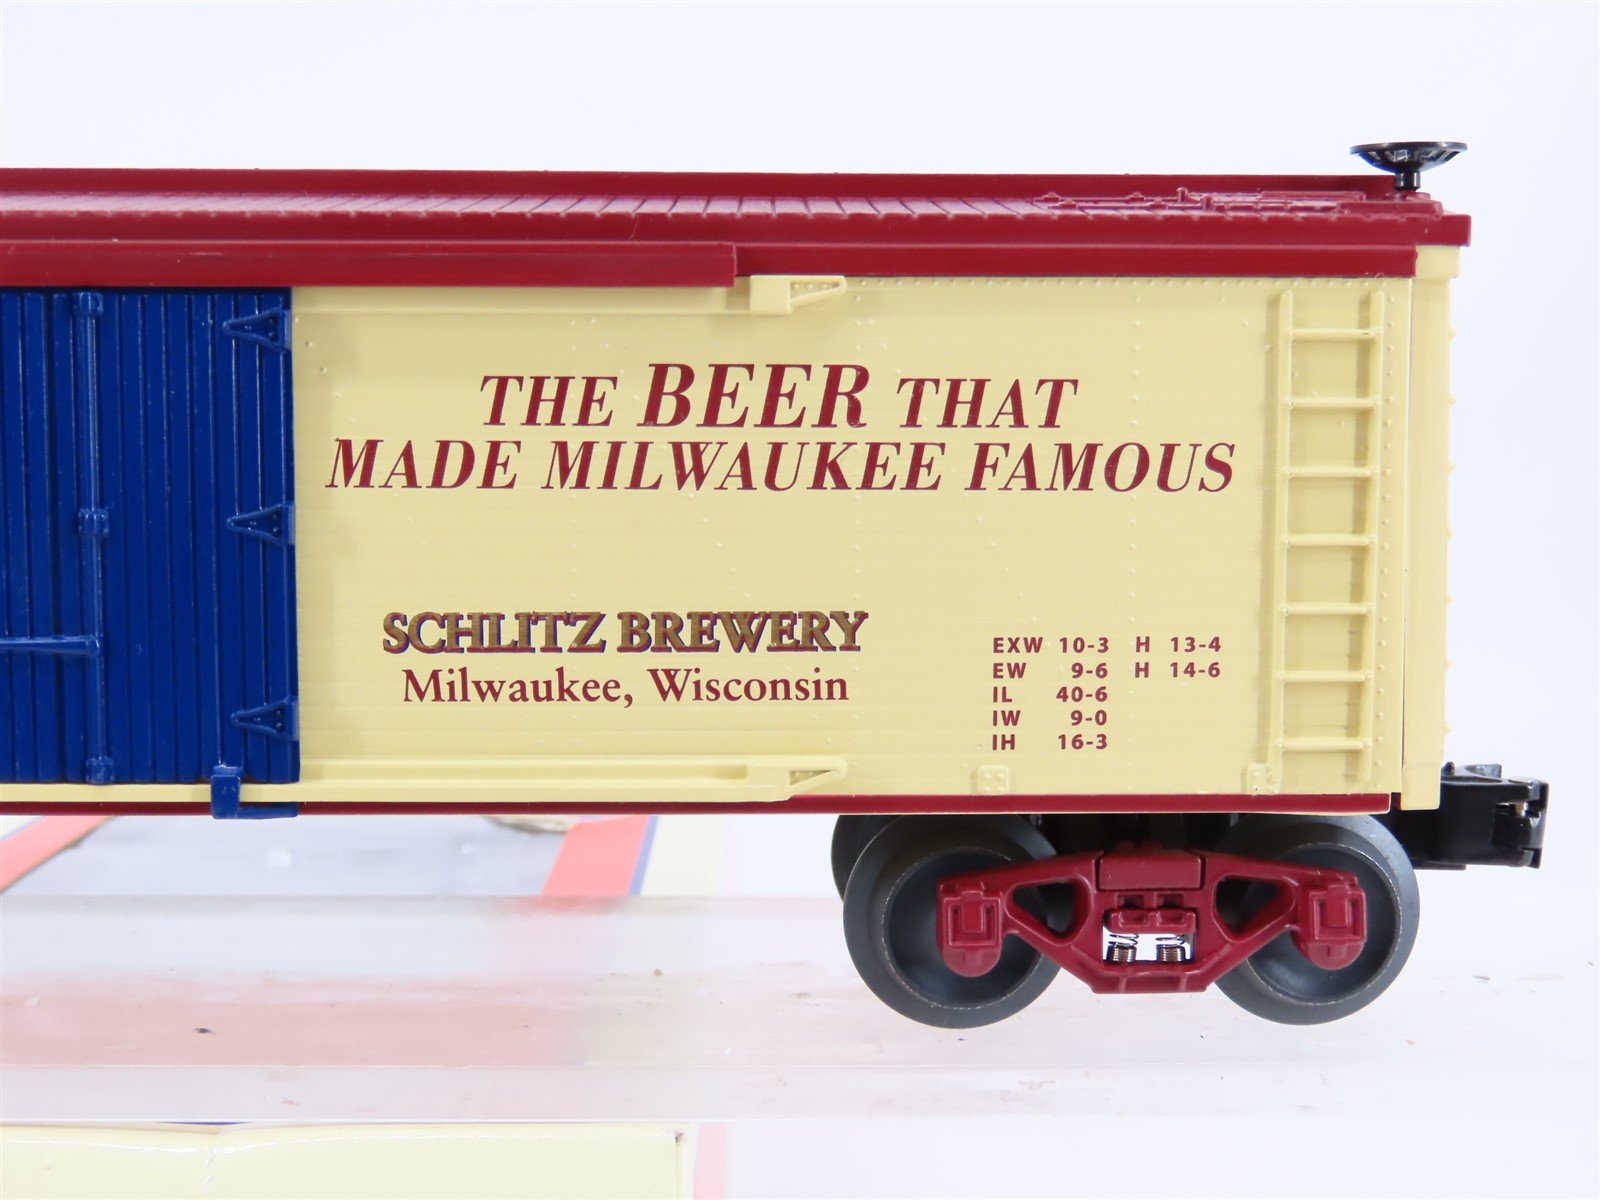 THE BEER THAT
MADE MILWAUKEE FAMOUS
SCHLITZ BREWERY
Milwaukee, Wisconsin
EXW 10-3 H 13-4
EW 9-6 H 14-6
IL 40-6
IW 9-0
IH 16-3